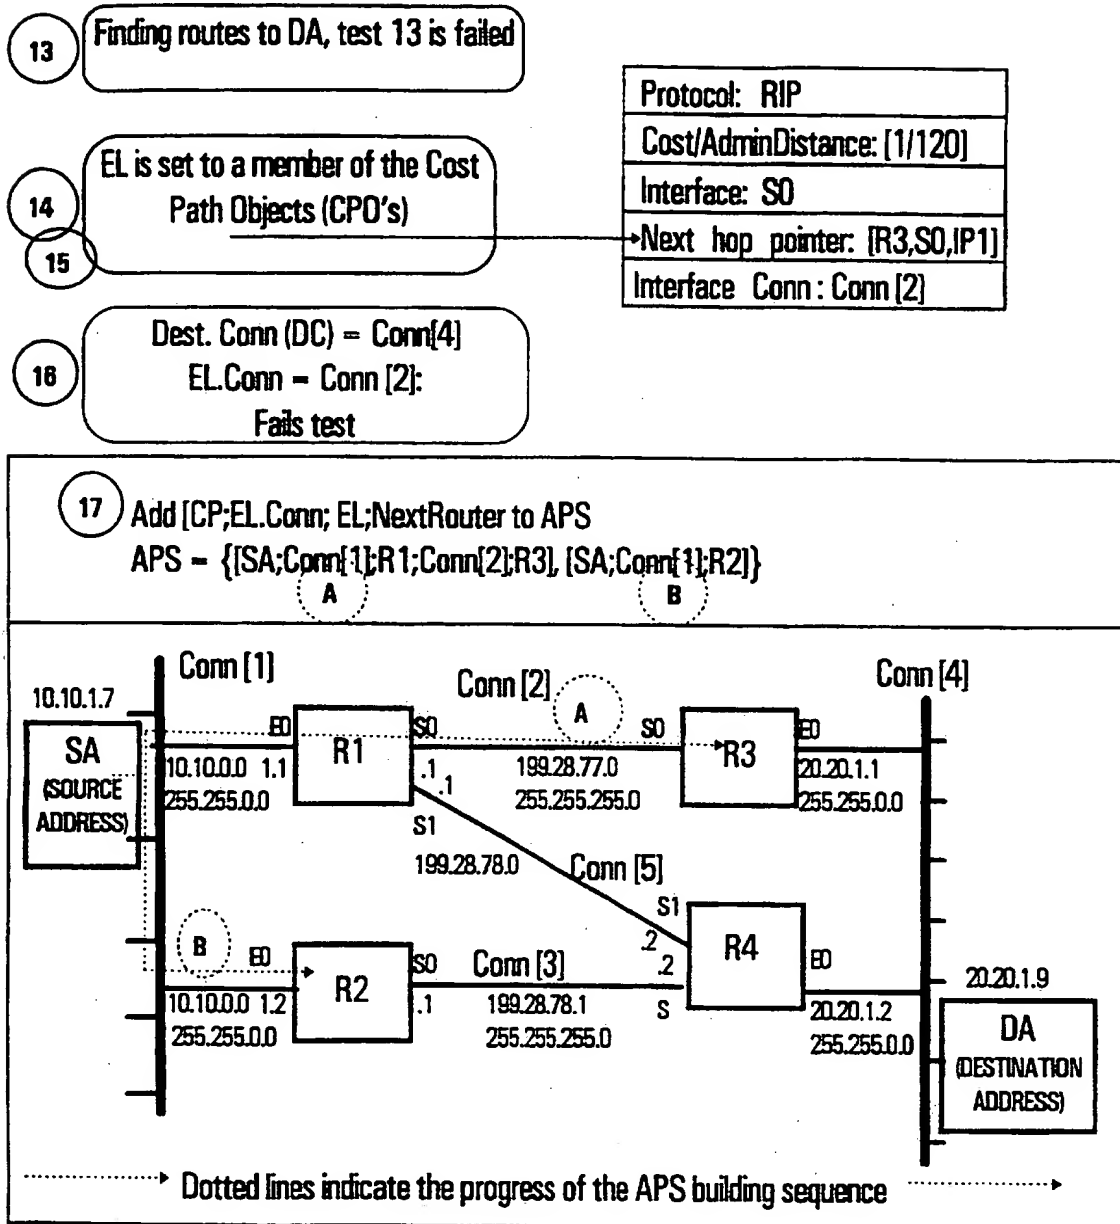 13
Finding routes to DA, test 13 is failed
14
15
EL is set to a member of the Cost
Path Objects (CPO's)
Protocol: RIP
Cost/AdminDistance: [1/120]
Interface: S0
Next hop pointer: [R3,S0,IP1]
Interface Conn: Conn [2]
16
Dest. Conn (DC) = Conn[4]
EL.Conn = Conn [2]:
Fails test
17
Add [CP;EL.Conn; EL;NextRouter to APS
APS = {[SA;Conn[1];R1;Conn[2];R3], [SA;Conn[1];R2]}
A
B
Conn [1]
Conn [2]
Conn [4]
10.10.1.7
SA
(SOURCE
ADDRESS)
E0
R1
S0
A
S0
R3
E0
10.10.0.0 1.1
255.255.0.0
.1
.1
199.28.77.0
255.255.255.0
20.20.1.1
255.255.0.0
S1
199.28.78.0
Conn [5]
S1
.2
B
E0
R2
S0
Conn [3]
.2
R4
E0
10.10.0.0 1.2
255.255.0.0
.1
199.28.78.1
255.255.255.0
S
20.20.1.2
255.255.0.0
20.20.1.9
DA
(DESTINATION
ADDRESS)
Dotted lines indicate the progress of the APS building sequence